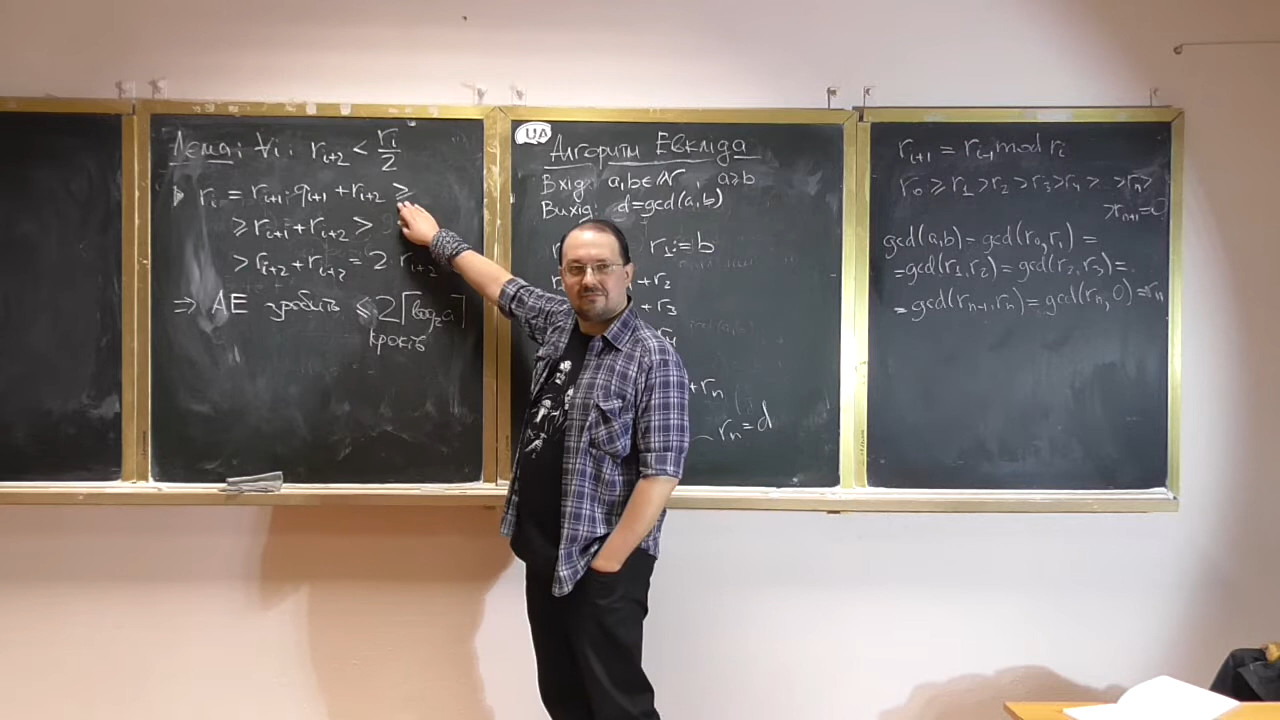 Лема: ∀i: r_{i+2} < r_i/2
▷ r_i = r_{i+1}·q_{i+1} + r_{i+2} ≥
≥ r_{i+1} + r_{i+2} >
> r_{i+2} + r_{i+2} = 2·r_{i+2}
⇒ АЕ зробить ≤ 2⌈log₂a⌉
кроків
UA
Алгоритм Евкліда
Вхід: a,b∈ℕ, a≥b
Вихід: d=gcd(a,b)
r₁:=b
+r₂
+r₃
r₄
+r_n
r_n=d
r_{i+1} = r_{i-1} mod r_i
r₀ ≥ r₁ > r₂ > r₃ > r₄ > ... > r_n >
> r_{n+1} = 0
gcd(a,b) = gcd(r₀,r₁) =
= gcd(r₁,r₂) = gcd(r₂,r₃) = ..
= gcd(r_{n-1},r_n) = gcd(r_n,0) = r_n